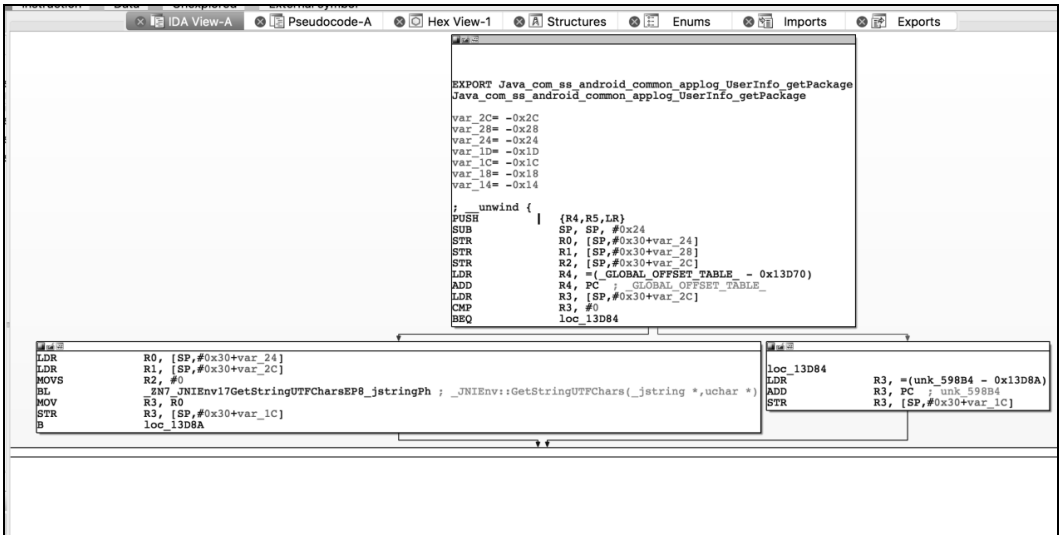 Instruction Data Unexplored External symbol
IDA View-A Pseudocode-A Hex View-1 Structures Enums Imports Exports
EXPORT Java_com_ss_android_common_applog_UserInfo_getPackage
Java_com_ss_android_common_applog_UserInfo_getPackage
var_2C= -0x2C
var_28= -0x28
var_24= -0x24
var_1D= -0x1D
var_1C= -0x1C
var_18= -0x18
var_14= -0x14
; __unwind {
PUSH {R4,R5,LR}
SUB SP, SP, #0x24
STR R0, [SP,#0x30+var_24]
STR R1, [SP,#0x30+var_28]
STR R2, [SP,#0x30+var_2C]
LDR R4, =(_GLOBAL_OFFSET_TABLE_ - 0x13D70)
ADD R4, PC ; _GLOBAL_OFFSET_TABLE_
LDR R3, [SP,#0x30+var_2C]
CMP R3, #0
BEQ loc_13D84
LDR R0, [SP,#0x30+var_24]
LDR R1, [SP,#0x30+var_2C]
MOVS R2, #0
BL _ZN7_JNIEnv17GetStringUTFCharsEP8_jstringPh ; _JNIEnv::GetStringUTFChars(_jstring *,uchar *)
MOV R3, R0
STR R3, [SP,#0x30+var_1C]
B loc_13D8A
loc_13D84
LDR R3, =(unk_598B4 - 0x13D8A)
ADD R3, PC ; unk_598B4
STR R3, [SP,#0x30+var_1C]